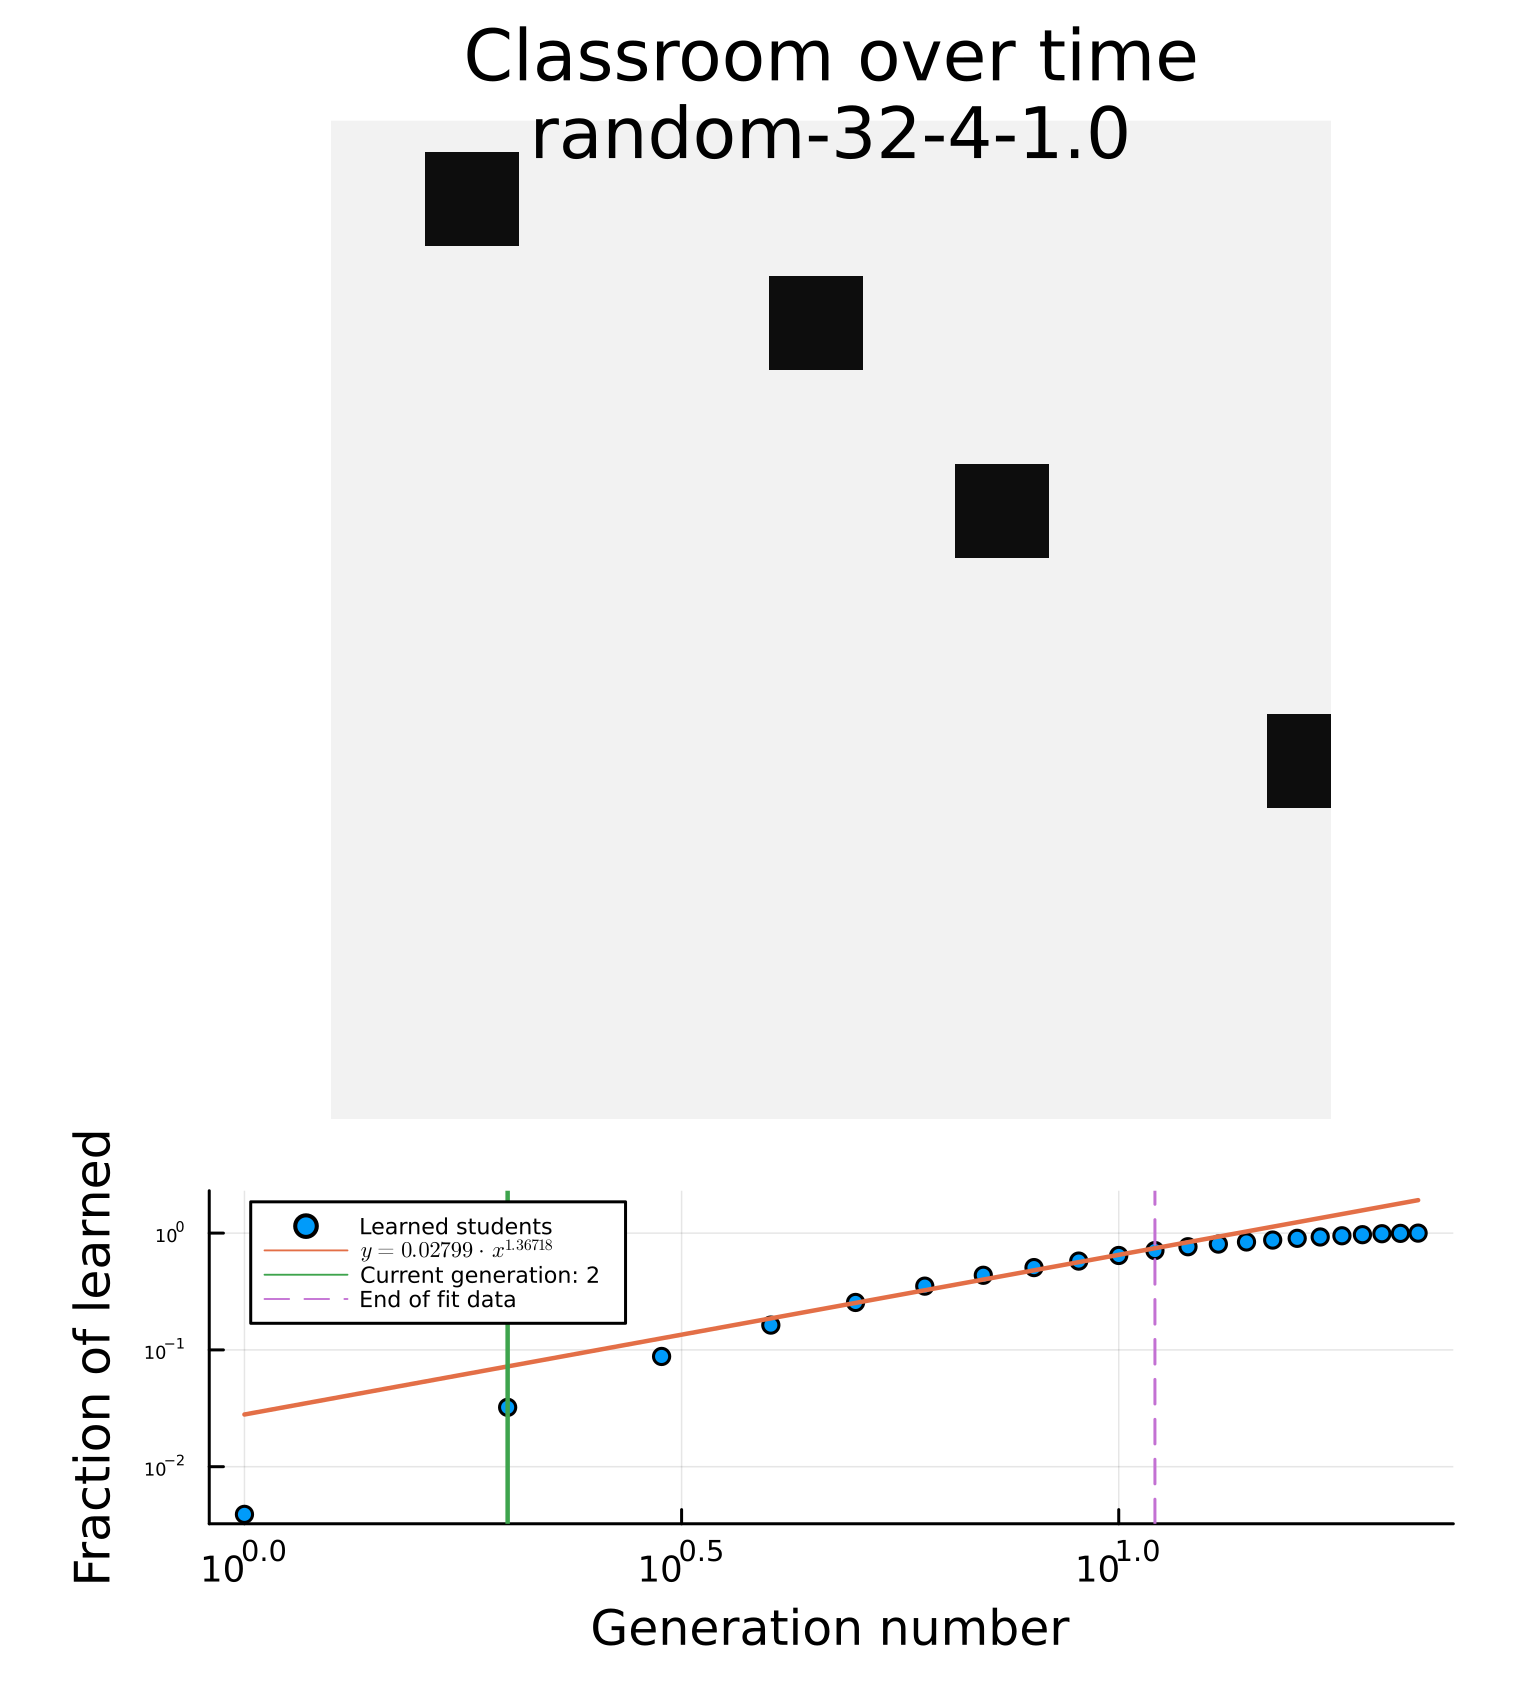 Classroom over time
random-32-4-1.0
Fraction of learned
10⁰
10⁻¹
10⁻²
Learned students
y = 0.02799 · x^1.36718
Current generation: 2
End of fit data
10^0.0
10^0.5
10^1.0
Generation number